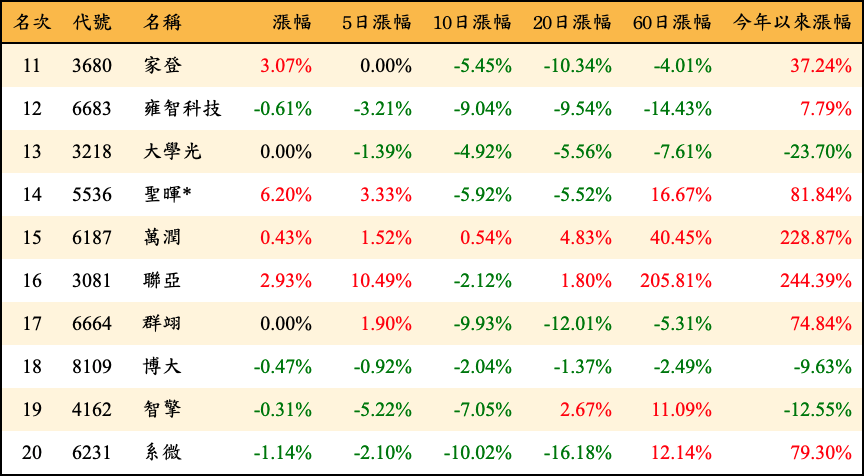 名次 代號 名稱 漲幅 5日漲幅 10日漲幅 20日漲幅 60日漲幅 今年以來漲幅
11 3680 家登 3.07% 0.00% -5.45% -10.34% -4.01% 37.24%
12 6683 雍智科技 -0.61% -3.21% -9.04% -9.54% -14.43% 7.79%
13 3218 大學光 0.00% -1.39% -4.92% -5.56% -7.61% -23.70%
14 5536 聖暉* 6.20% 3.33% -5.92% -5.52% 16.67% 81.84%
15 6187 萬潤 0.43% 1.52% 0.54% 4.83% 40.45% 228.87%
16 3081 聯亞 2.93% 10.49% -2.12% 1.80% 205.81% 244.39%
17 6664 群翊 0.00% 1.90% -9.93% -12.01% -5.31% 74.84%
18 8109 博大 -0.47% -0.92% -2.04% -1.37% -2.49% -9.63%
19 4162 智擎 -0.31% -5.22% -7.05% 2.67% 11.09% -12.55%
20 6231 系微 -1.14% -2.10% -10.02% -16.18% 12.14% 79.30%